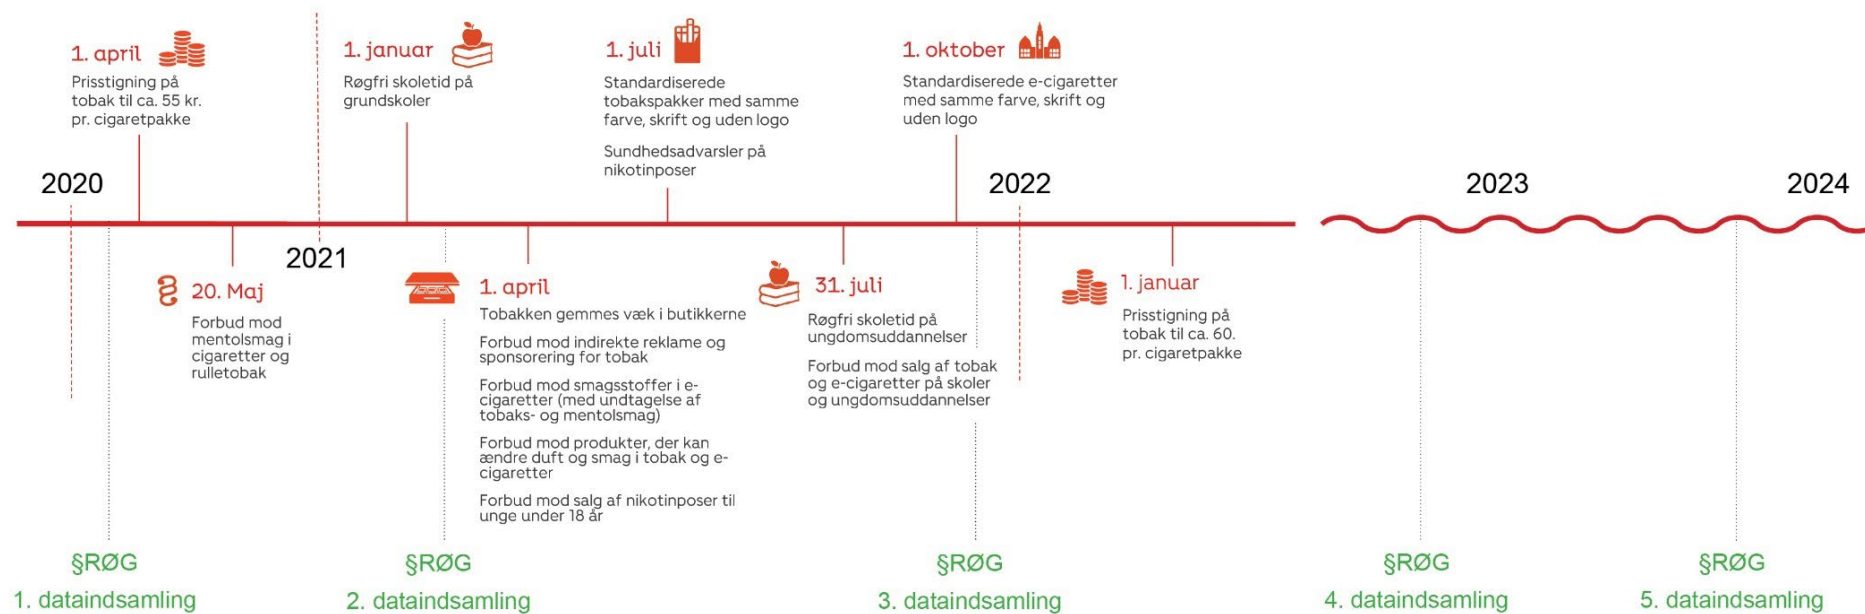 1. april
Prisstigning på
tobak til ca. 55 kr.
pr. cigaretpakke
1. januar
Røgfri skoletid på
grundskoler
1. juli
Standardiserede
tobakspakker med samme
farve, skrift og uden logo
Sundhedsadvarsler på
nikotinposer
1. oktober
Standardiserede e-cigaretter
med samme farve, skrift og
uden logo
2020
2022
2023
2024
2021
20. Maj
Forbud mod
mentolsmag i
cigaretter og
rulletobak
1. april
Tobakken gemmes væk i butikkerne
Forbud mod indirekte reklame og
sponsorering for tobak
Forbud mod smagsstoffer i e-
cigaretter (med undtagelse af
tobaks- og mentolsmag)
Forbud mod produkter, der kan
ændre duft og smag i tobak og e-
cigaretter
Forbud mod salg af nikotinposer til
unge under 18 år
31. juli
Røgfri skoletid på
ungdomsuddannelser
Forbud mod salg af tobak
og e-cigaretter på skoler
og ungdomsuddannelser
1. januar
Prisstigning på
tobak til ca. 60.
pr. cigaretpakke
§RØG
1. dataindsamling
§RØG
2. dataindsamling
§RØG
3. dataindsamling
§RØG
4. dataindsamling
§RØG
5. dataindsamling